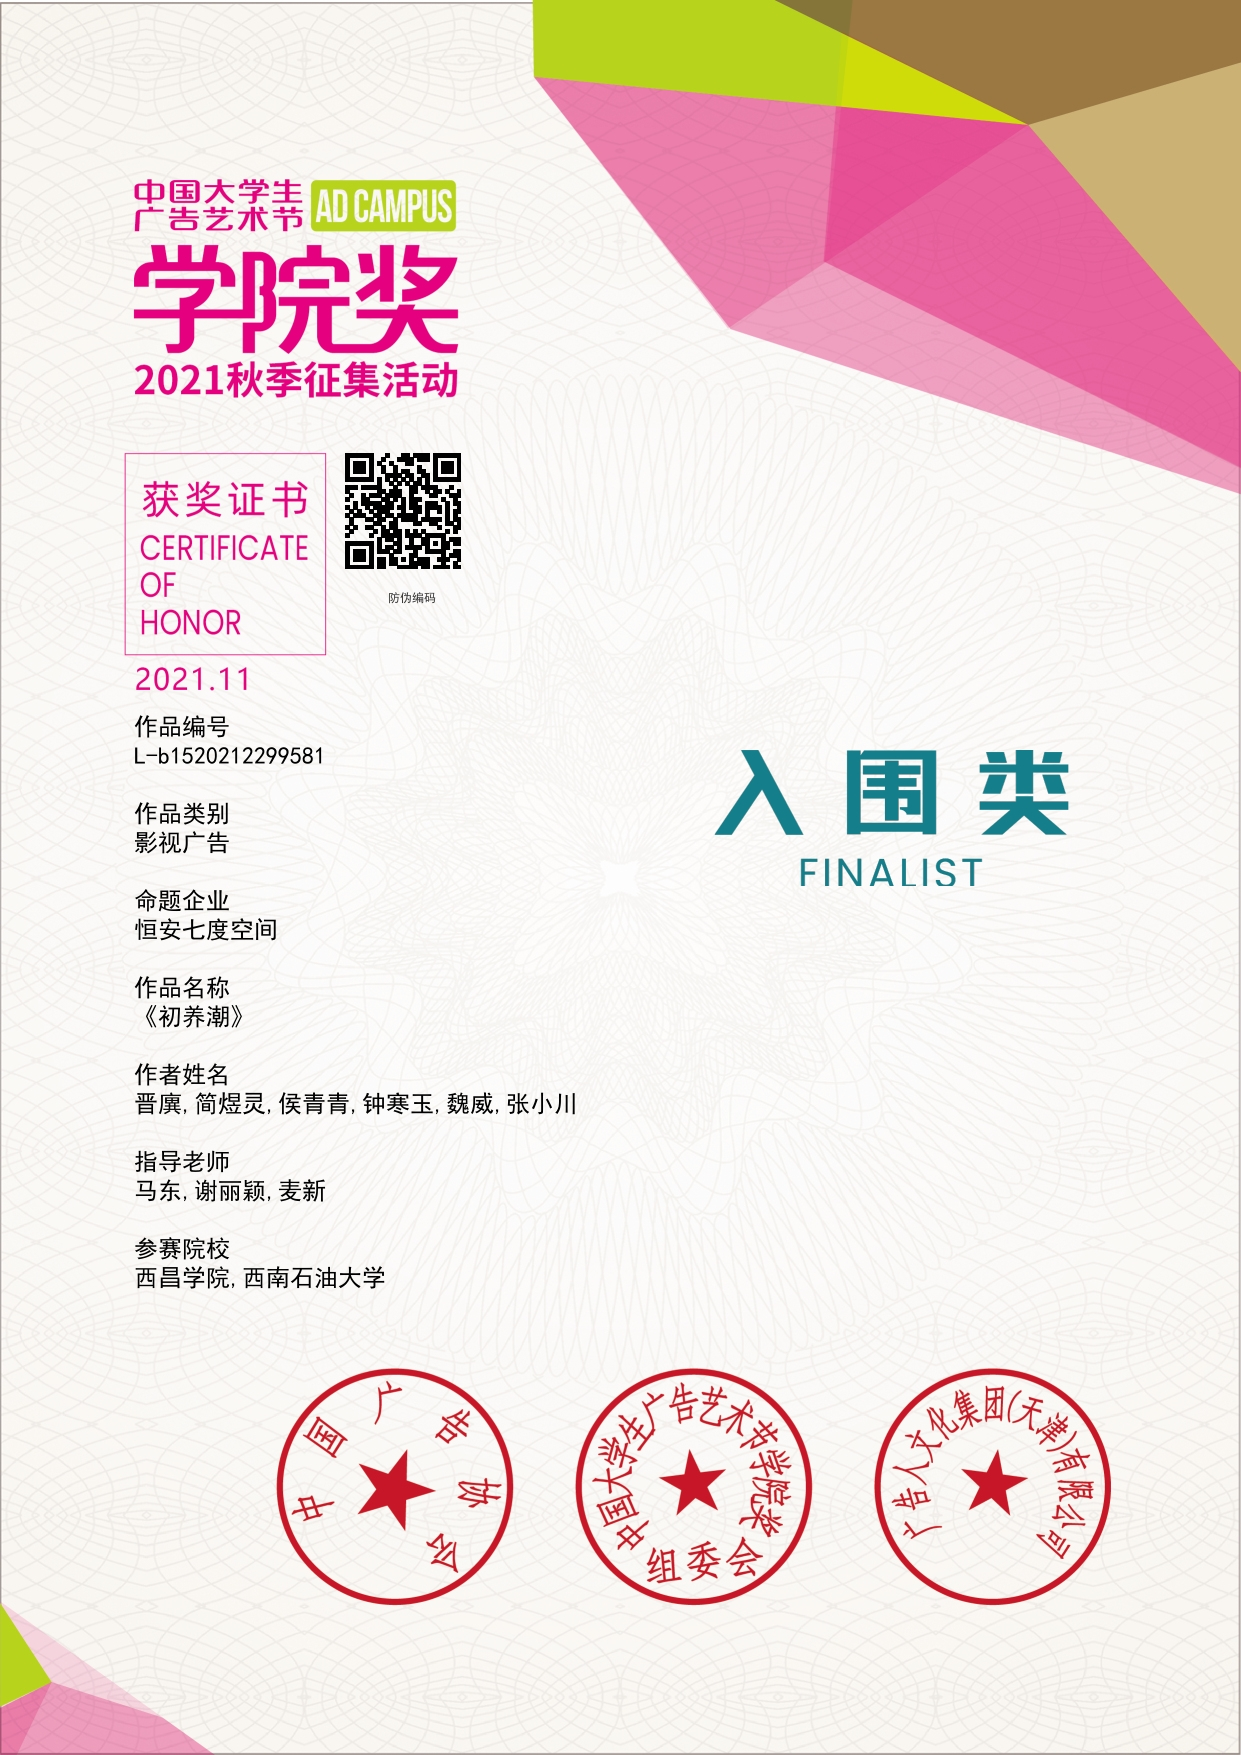 中国大学生
广告艺术节
AD CAMPUS
学院奖
2021秋季征集活动
获奖证书
CERTIFICATE
OF
HONOR
防伪编码
2021.11
作品编号
L-b1520212299581
作品类别
影视广告
命题企业
恒安七度空间
作品名称
《初养潮》
作者姓名
晋廙, 简煜灵, 侯青青, 钟寒玉, 魏威, 张小川
指导老师
马东, 谢丽颖, 麦新
参赛院校
西昌学院, 西南石油大学
入围类
FINALIST
中国广告协会
中国大学生广告艺术节学院奖
组委会
广告人文化集团(天津)有限公司